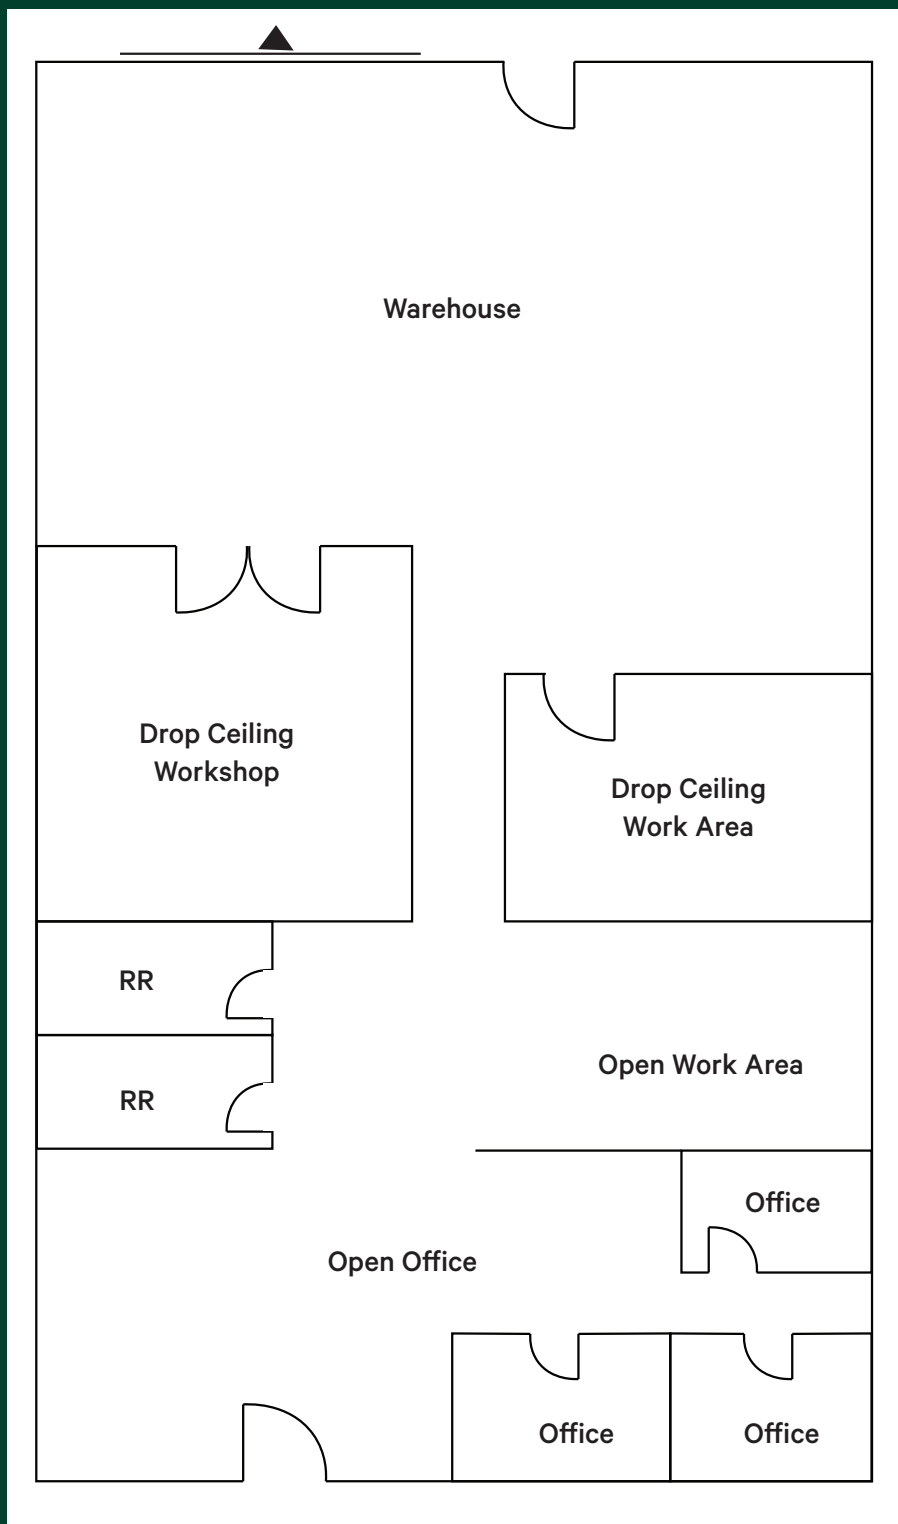 Warehouse
Drop Ceiling
Workshop
Drop Ceiling
Work Area
RR
Open Work Area
RR
Office
Open Office
Office
Office